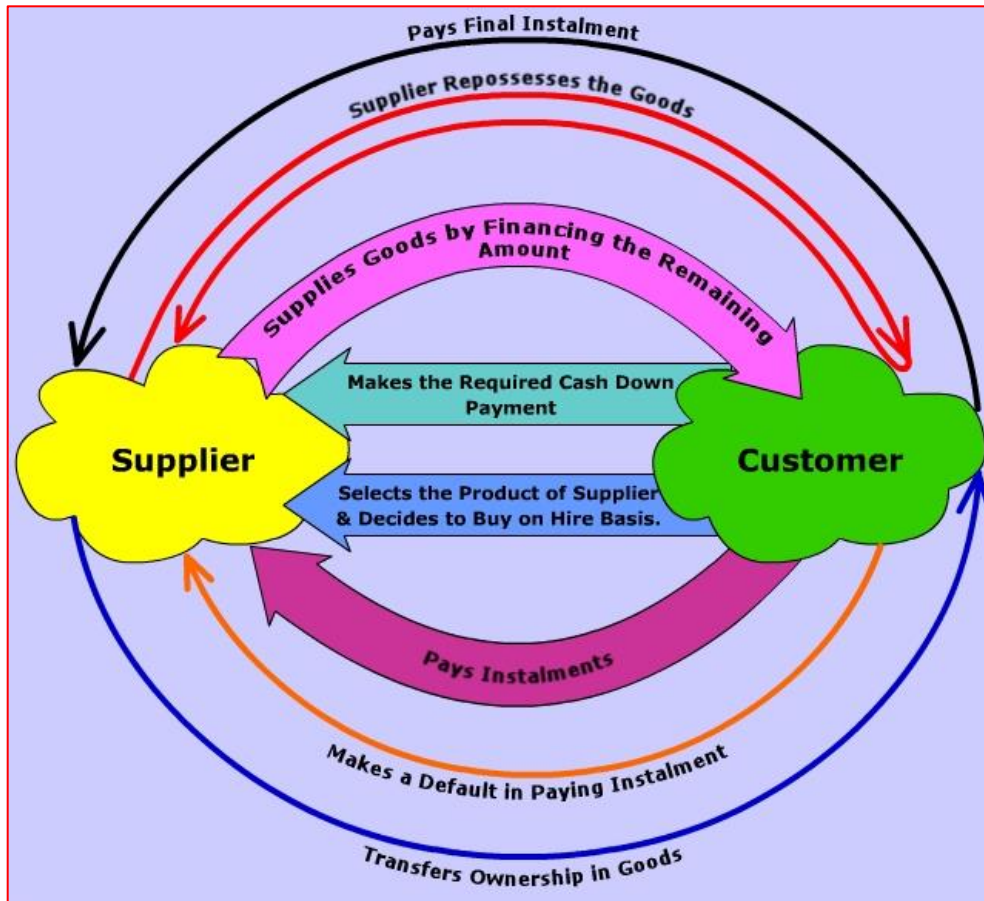 Pays Final Instalment
Supplier Repossesses the Goods
Supplies Goods by Financing the Remaining
Amount
Makes the Required Cash Down
Payment
Supplier
Customer
Selects the Product of Supplier
& Decides to Buy on Hire Basis.
Pays Instalments
Makes a Default in Paying Instalment
Transfers Ownership in Goods